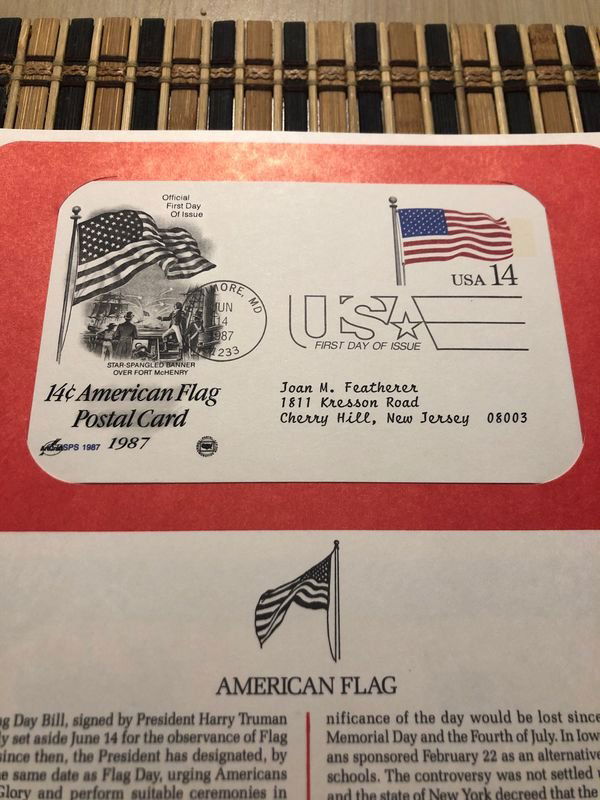 Official
First Day
Of Issue
USA 14
MORE, MD
JUN
14
1987
233
USA
FIRST DAY OF ISSUE
STAR-SPANGLED BANNER
OVER FORT McHENRY
14¢ American Flag
Postal Card
1987
USPS 1987
Joan M. Featherer
1811 Kresson Road
Cherry Hill, New Jersey 08003
AMERICAN FLAG
ag Day Bill, signed by President Harry Truman
ly set aside June 14 for the observance of Flag
since then, the President has designated, by
e same date as Flag Day, urging Americans
Glory and perform suitable ceremonies in
nificance of the day would be lost since
Memorial Day and the Fourth of July. In Iow
ans sponsored February 22 as an alternative
schools. The controversy was not settled
and the state of New York decreed that the